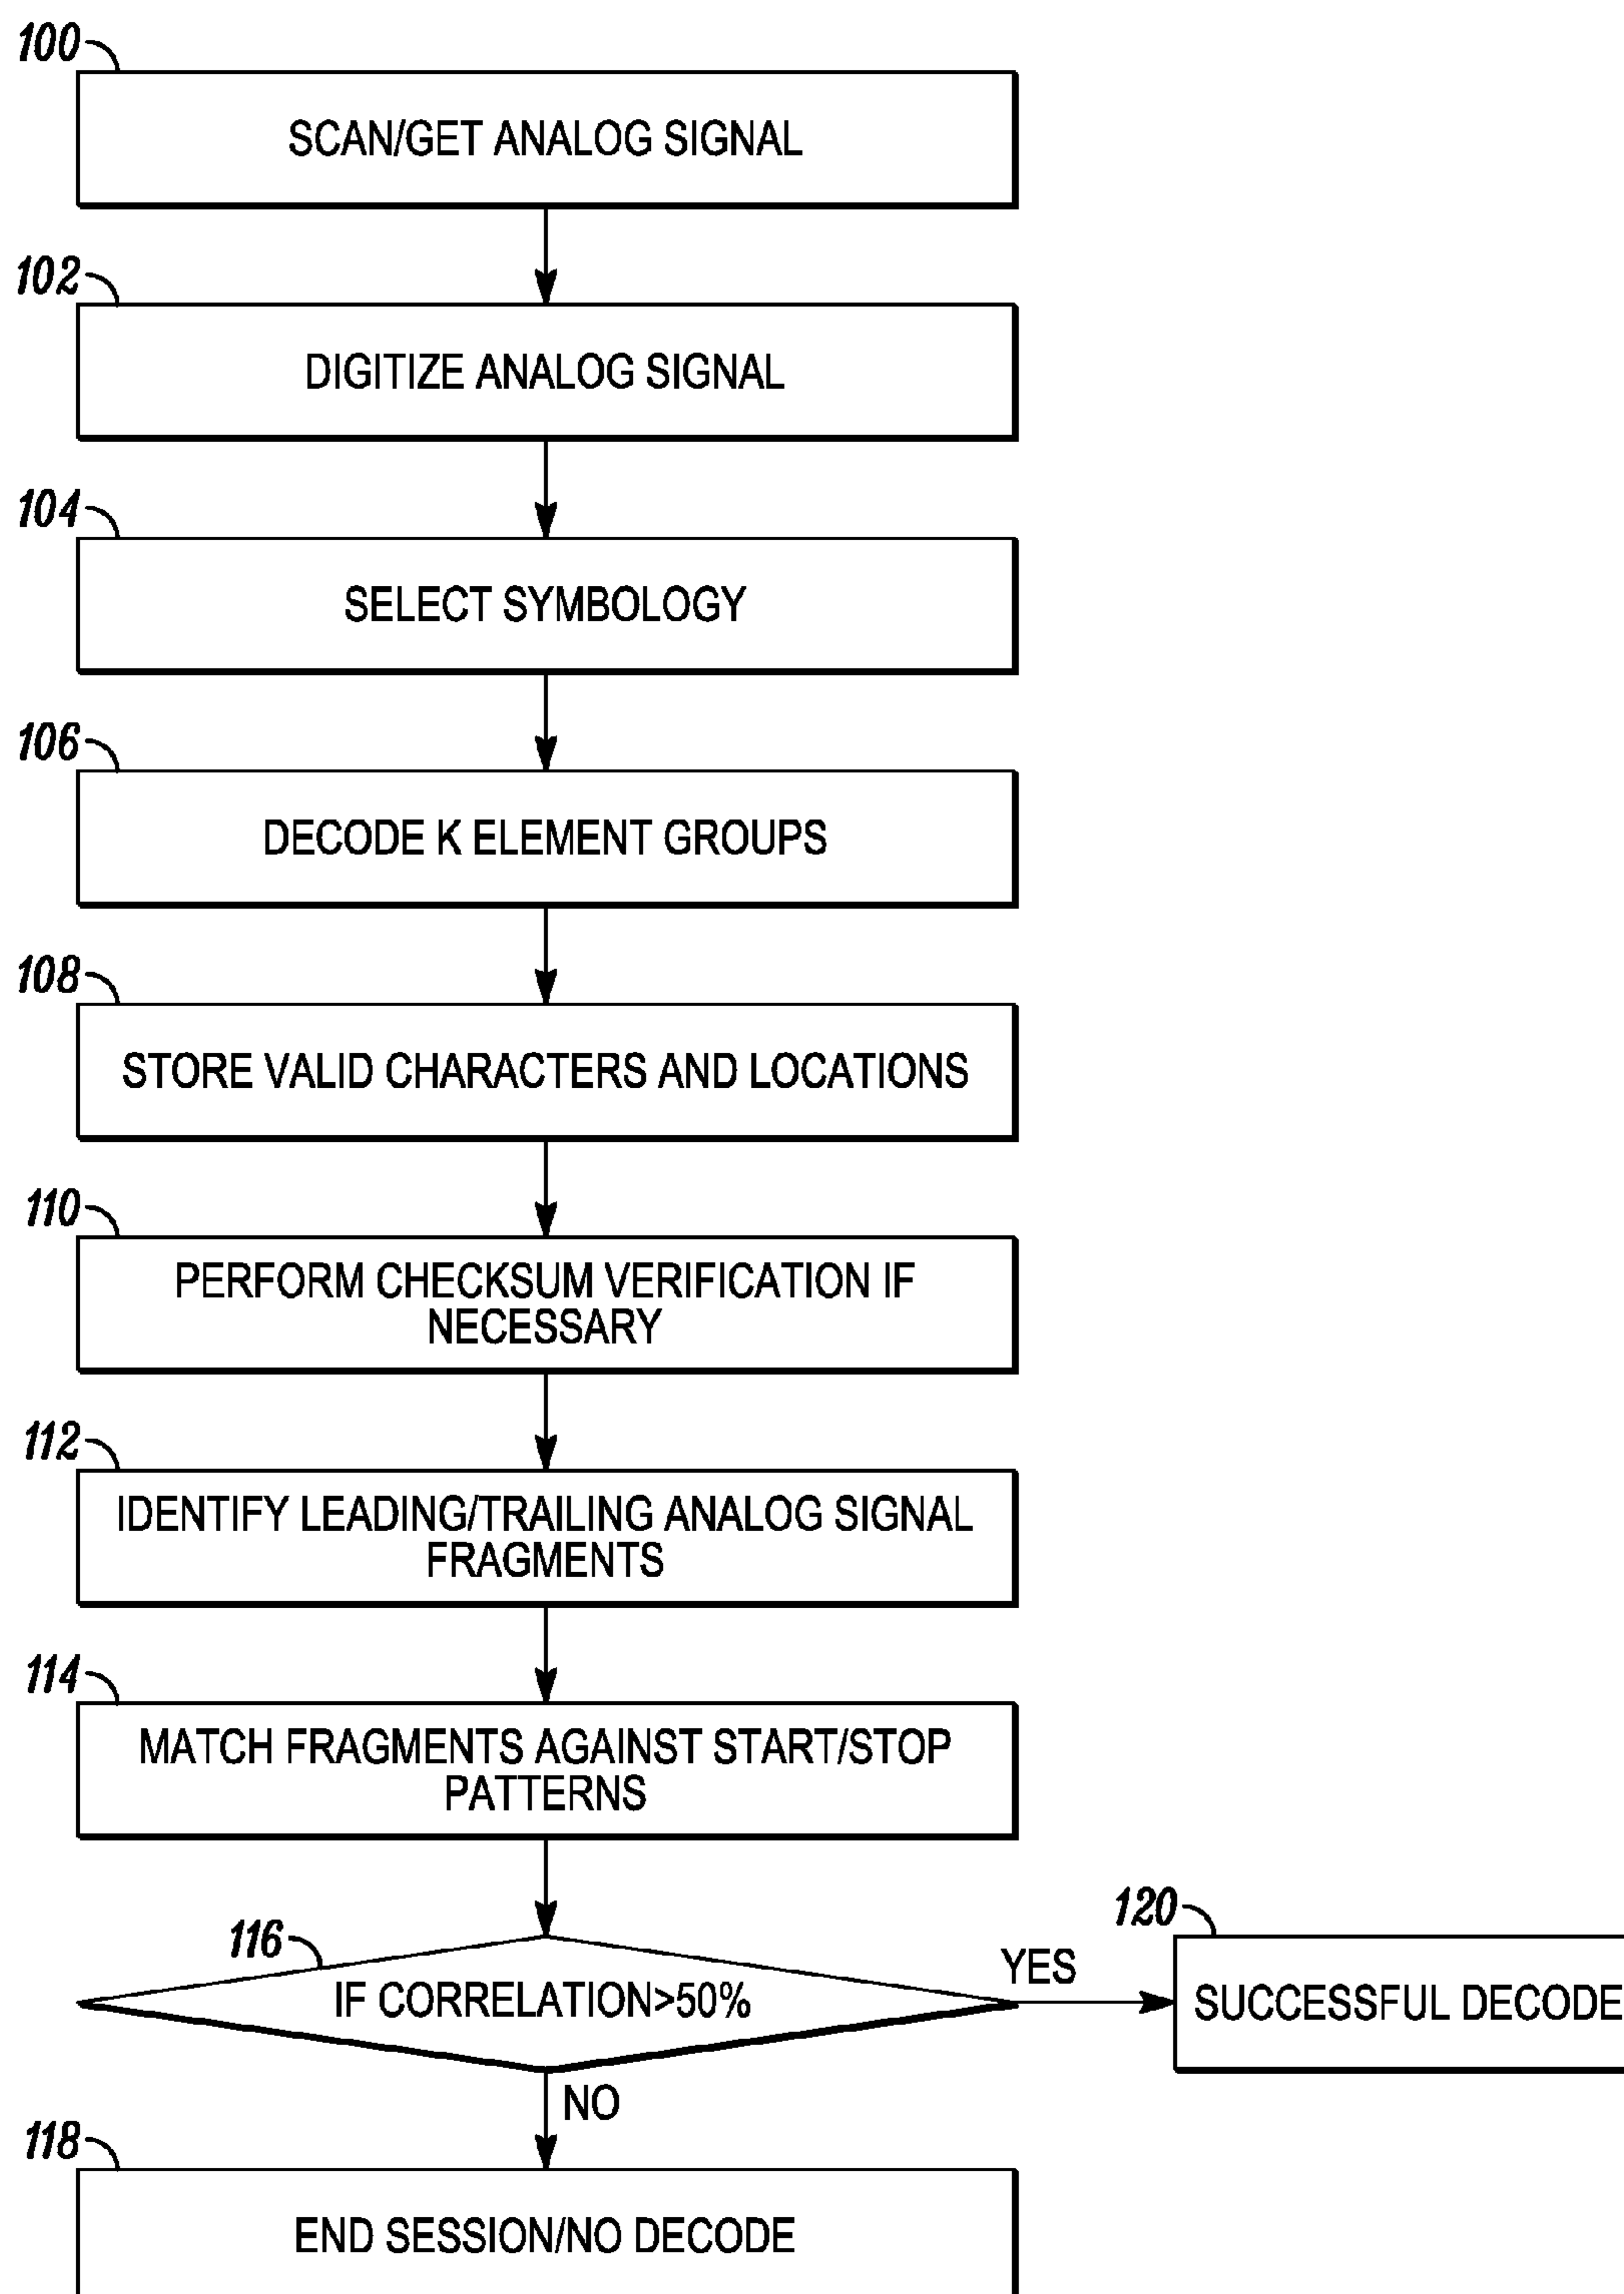 100
SCAN/GET ANALOG SIGNAL
102
DIGITIZE ANALOG SIGNAL
104
SELECT SYMBOLOGY
106
DECODE K ELEMENT GROUPS
108
STORE VALID CHARACTERS AND LOCATIONS
110
PERFORM CHECKSUM VERIFICATION IF
NECESSARY
112
IDENTIFY LEADING/TRAILING ANALOG SIGNAL
FRAGMENTS
114
MATCH FRAGMENTS AGAINST START/STOP
PATTERNS
116
IF CORRELATION>50%
YES
120
SUCCESSFUL DECODE
NO
118
END SESSION/NO DECODE